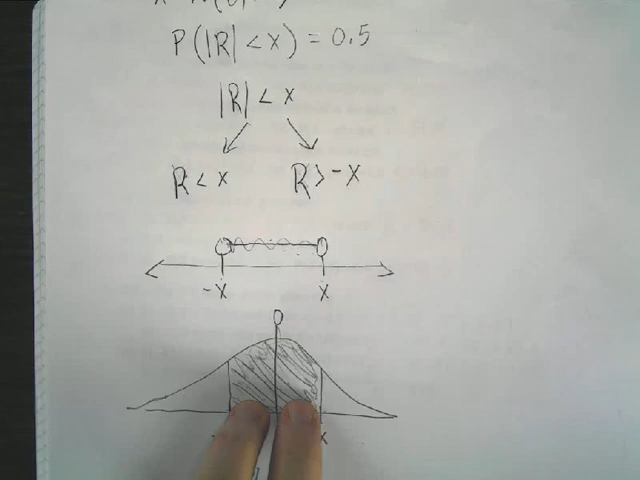 P(|R| < x) = 0.5
|R| < x
R < x R > -x
-x x
0
x